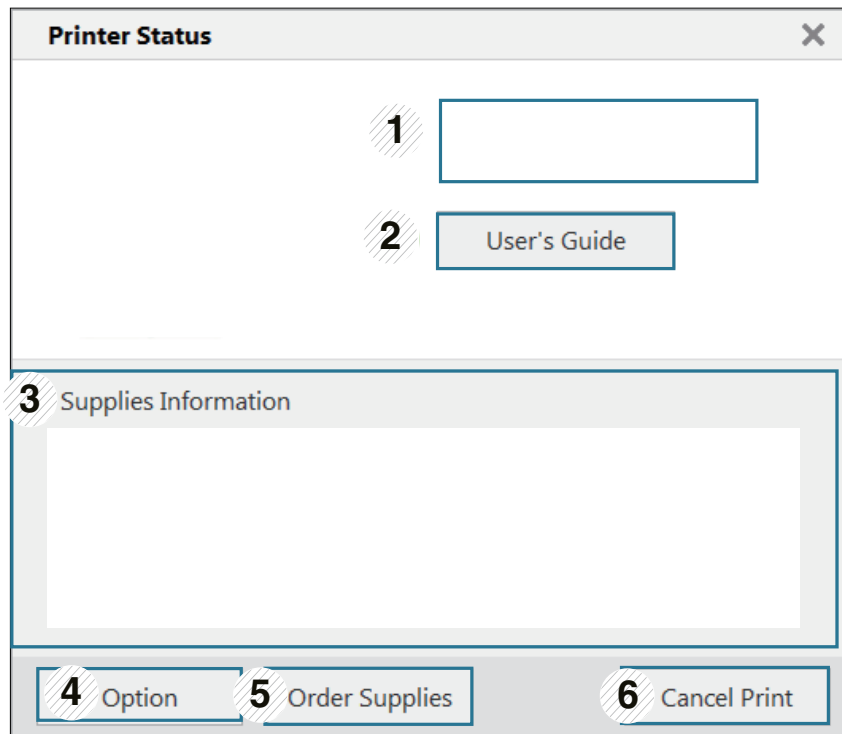 Printer Status
1
2 User's Guide
3 Supplies Information
4 Option 5 Order Supplies 6 Cancel Print